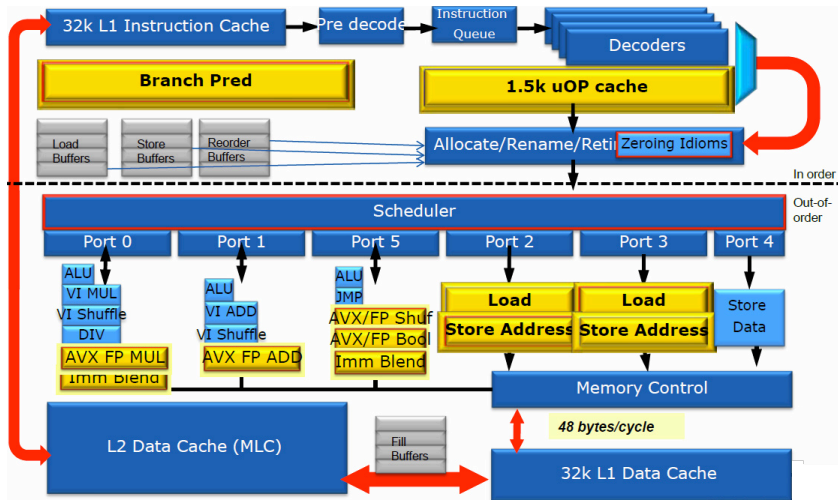 32k L1 Instruction Cache
Pre decode
Instruction
Queue
Decoders
Branch Pred
1.5k uOP cache
Load
Buffers
Store
Buffers
Reorder
Buffers
Allocate/Rename/Reti
Zeroing Idioms
In order
Out-of-
order
Scheduler
Port 0
Port 1
Port 5
Port 2
Port 3
Port 4
ALU
VI MUL
VI Shuffle
DIV
AVX FP MUL
Imm Blend
ALU
VI ADD
VI Shuffle
AVX FP ADD
ALU
JMP
AVX/FP Shuf
AVX/FP Bool
Imm Blend
Load
Store Address
Load
Store Address
Store
Data
Memory Control
48 bytes/cycle
L2 Data Cache (MLC)
Fill
Buffers
32k L1 Data Cache